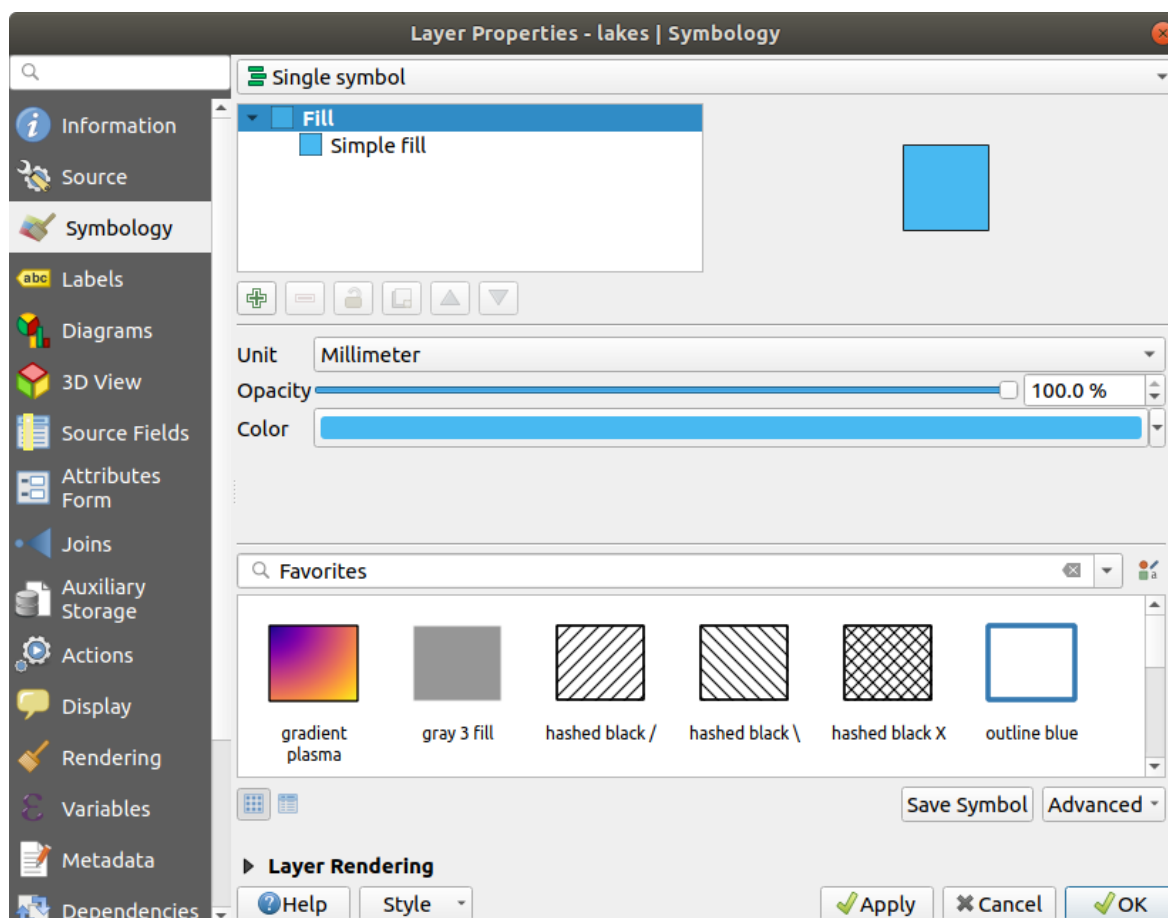 Layer Properties - lakes | Symbology
Single symbol
Information
Source
Symbology
abc Labels
Diagrams
3D View
Source Fields
Attributes
Form
Joins
Auxiliary
Storage
Actions
Display
Rendering
Variables
Metadata
Dependencies
Fill
Simple fill
Unit Millimeter
Opacity 100.0 %
Color
Favorites
gradient
plasma
gray 3 fill
hashed black /
hashed black \
hashed black X
outline blue
Save Symbol Advanced
Layer Rendering
Help Style Apply Cancel OK